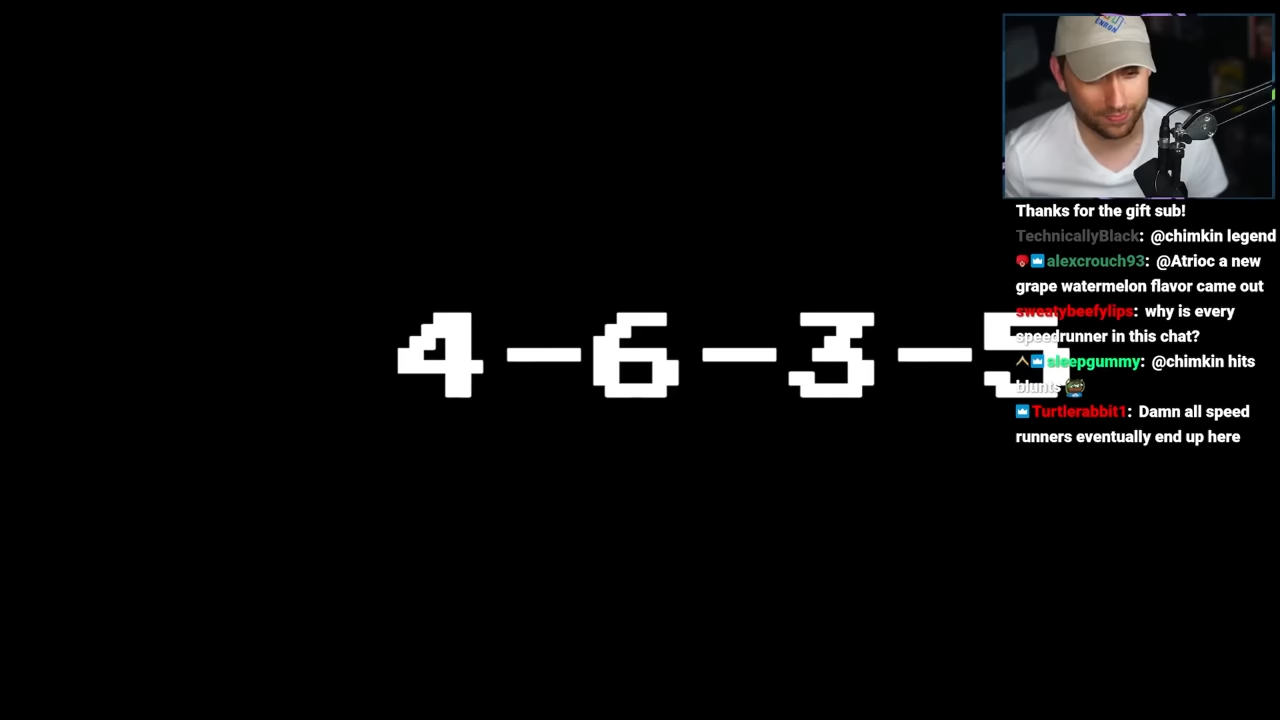 ENRON
4-6-3-5
Thanks for the gift sub!
TechnicallyBlack: @chimkin legend
alexcrouch93: @Atrioc a new
grape watermelon flavor came out
sweatybeefylips: why is every
speedrunner in this chat?
sleepgummy: @chimkin hits
blunts
Turtlerabbit1: Damn all speed
runners eventually end up here